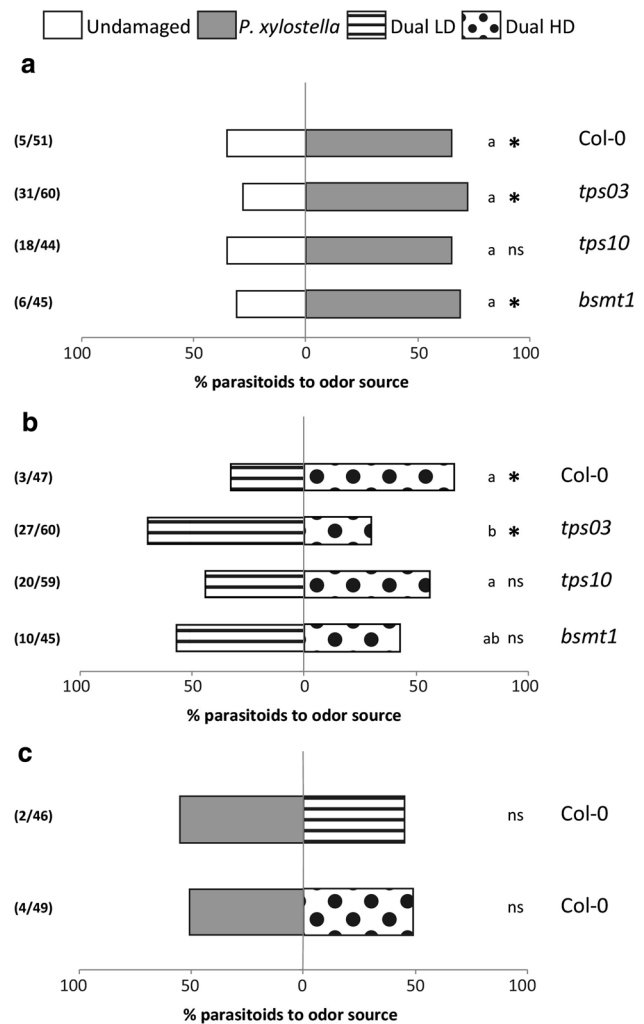 Undamaged P. xylostella Dual LD Dual HD
a
(5/51) a * Col-0
(31/60) a * tps03
(18/44) a ns tps10
(6/45) a * bsmt1
100 50 0 50 100
% parasitoids to odor source
b
(3/47) a * Col-0
(27/60) b * tps03
(20/59) a ns tps10
(10/45) ab ns bsmt1
100 50 0 50 100
% parasitoids to odor source
c
(2/46) ns Col-0
(4/49) ns Col-0
100 50 0 50 100
% parasitoids to odor source